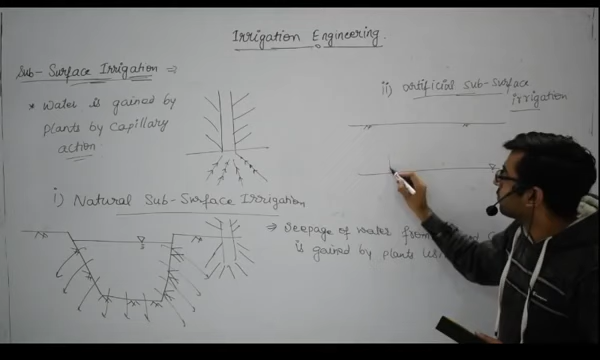 Irrigation Engineering.
Sub-Surface Irrigation ⇒
* Water is gained by
plants by Capillary
action.
i) Natural Sub-Surface Irrigation
⇒ Seepage of water from
is gained by plants
ii) Artificial Sub-Surface
irrigation